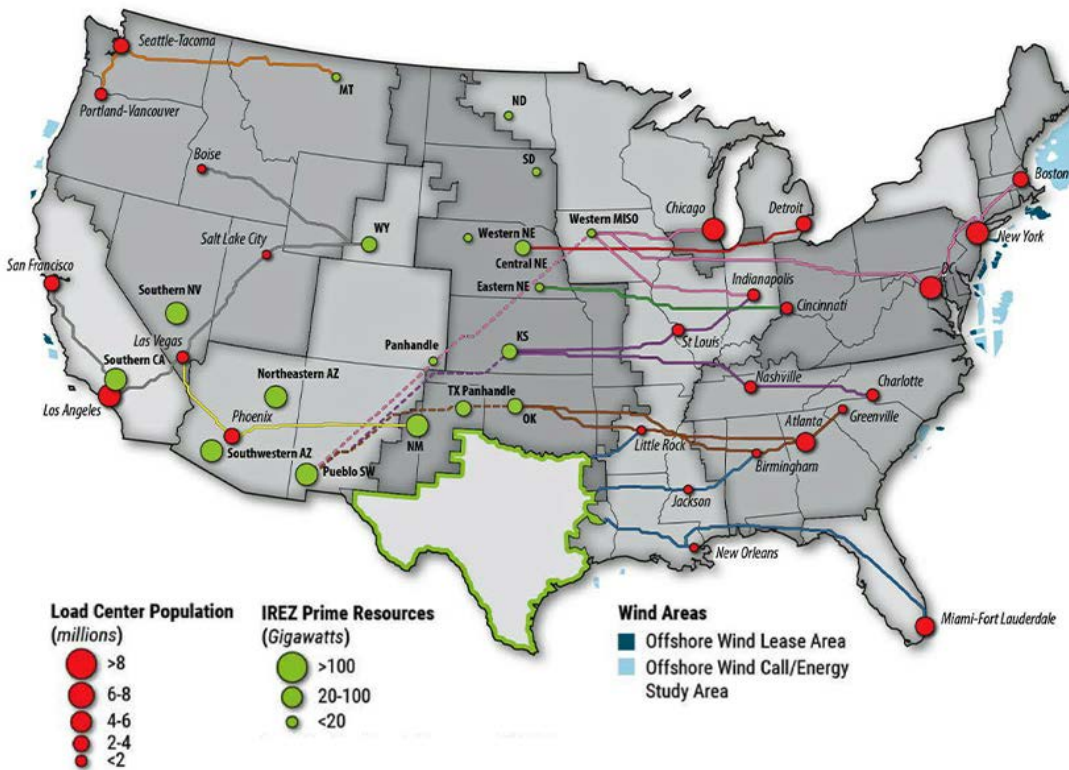 Seattle-Tacoma
MT
ND
Portland-Vancouver
Boise
SD
Boston
Western MISO
Chicago
Detroit
WY
Western NE
New York
Salt Lake City
Central NE
DC
San Francisco
Indianapolis
Southern NV
Eastern NE
Cincinnati
Las Vegas
KS
St Louis
Panhandle
Southern CA
Northeastern AZ
Nashville
Charlotte
TX Panhandle
Los Angeles
Phoenix
OK
Atlanta
Greenville
NM
Little Rock
Southwestern AZ
Birmingham
Pueblo SW
Jackson
New Orleans
Miami-Fort Lauderdale
Load Center Population
(millions)
>8
6-8
4-6
2-4
<2
IREZ Prime Resources
(Gigawatts)
>100
20-100
<20
Wind Areas
Offshore Wind Lease Area
Offshore Wind Call/Energy
Study Area